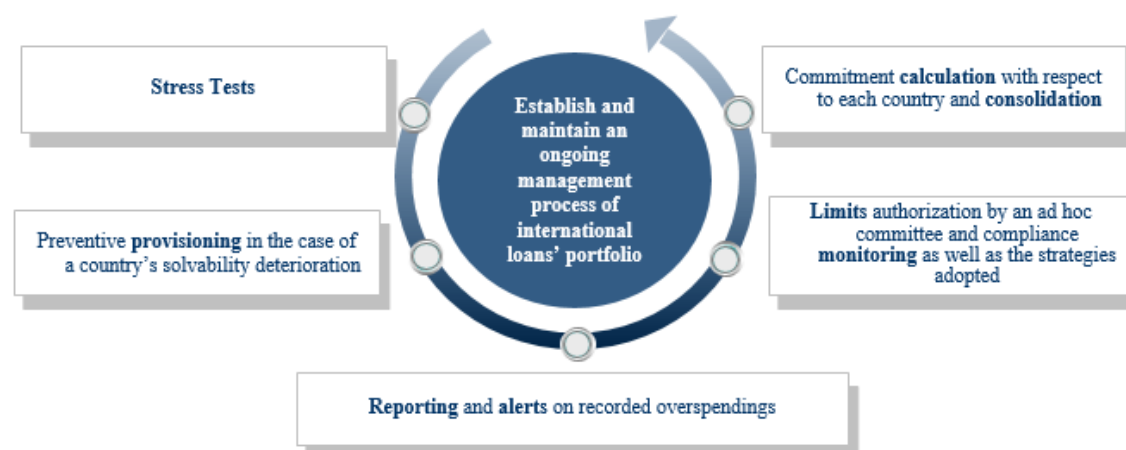 Stress Tests
Establish and
maintain an
ongoing
management
process of
international
loans’ portfolio
Commitment calculation with respect
to each country and consolidation
Preventive provisioning in the case of
a country’s solvability deterioration
Limits authorization by an ad hoc
committee and compliance
monitoring as well as the strategies
adopted
Reporting and alerts on recorded overspendings